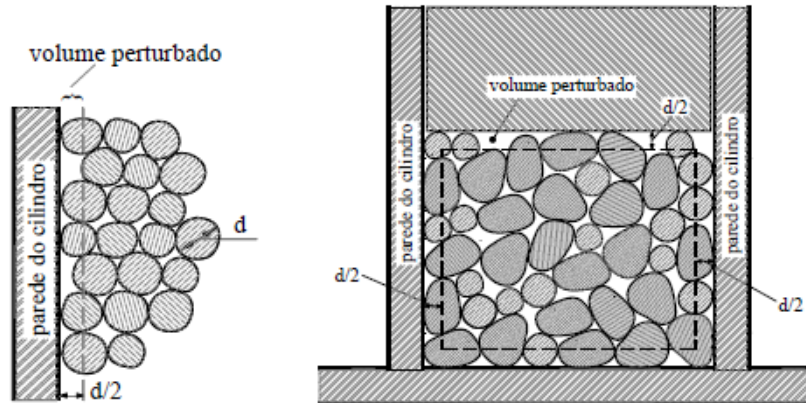 volume perturbado
parede do cilindro
d
d/2
volume perturbado
d/2
parede do cilindro
parede do cilindro
d/2
d/2